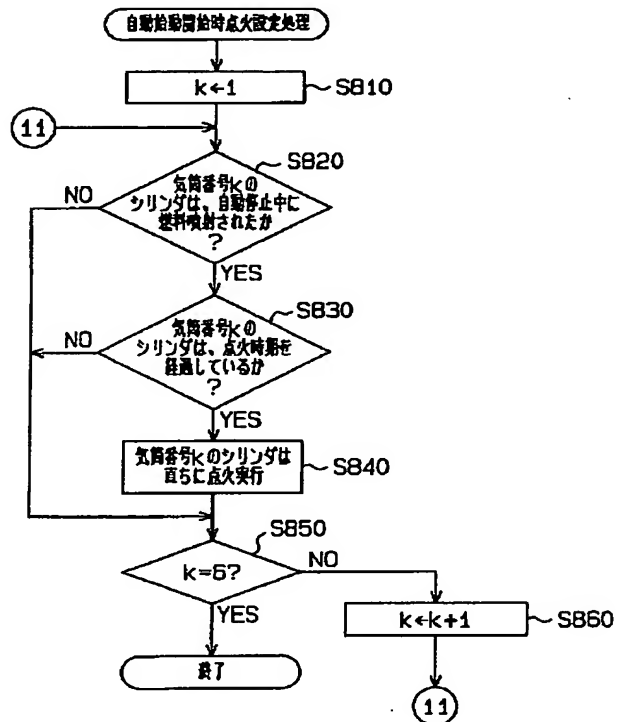 自動始動開始時点火設定処理
k←1
S810
11
S820
気筒番号kの
シリンダは、自動停止中に
燃料噴射されたか
?
NO
YES
S830
気筒番号kの
シリンダは、点火時期を
経過しているか
?
NO
YES
気筒番号kのシリンダは
直ちに点火実行
S840
S850
k=6?
NO
YES
k←k+1
S860
終了
11